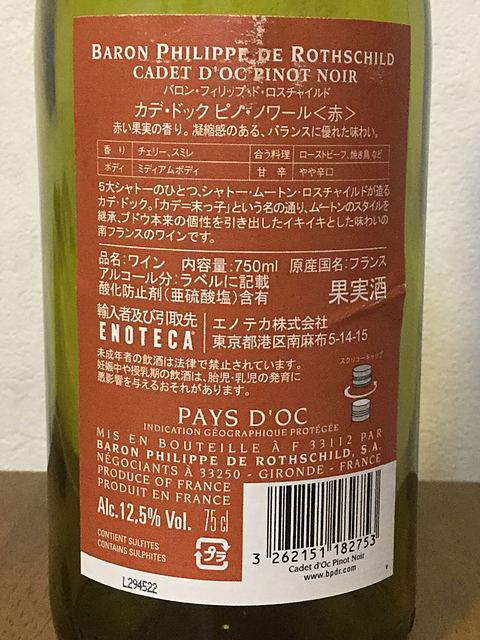 BARON PHILIPPE DE ROTHSCHILD
CADET D'OC PINOT NOIR
バロン・フィリップ・ド・ロスチャイルド
カデ・ドック ピノ・ノワール<赤>
赤い果実の香り。凝縮感のある、バランスに優れた味わい。
香り チェリー、スミレ 合う料理 ローストビーフ、焼き鳥 など
ボディ ミディアムボディ 甘辛 やや辛口
5大シャトーのひとつ、シャトー・ムートン・ロスチャイルドが造る
カデ・ドック。「カデ=末っ子」という名の通り、ムートンのスタイルを
継承、ブドウ本来の個性を引き出したイキイキとした味わいの
南フランスのワインです。
品名:ワイン 内容量:750ml 原産国名:フランス
アルコール分:ラベルに記載
酸化防止剤(亜硫酸塩)含有 果実酒
輸入者及び引取先 エノテカ株式会社
ENOTECA 東京都港区南麻布5-14-15
未成年者の飲酒は法律で禁止されています。
妊娠中や授乳期の飲酒は、胎児・乳児の発育に
悪影響を与えるおそれがあります。
スクリューキャップ
PAYS D'OC
INDICATION GÉOGRAPHIQUE PROTÉGÉE
MIS EN BOUTEILLE À F 33112 PAR
BARON PHILIPPE DE ROTHSCHILD, S.A.
NÉGOCIANTS À 33250 - GIRONDE - FRANCE
PRODUCE OF FRANCE
PRODUIT EN FRANCE
Alc.12,5% Vol. 75 cl
CONTIENT SULFITES
CONTAINS SULPHITES
プラ
3 262151 182753
Cadet d'Oc Pinot Noir
www.bpdr.com
L294522